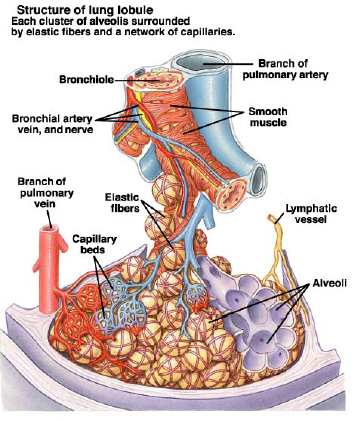 Structure of lung lobule
Each cluster of alveolis surrounded
by elastic fibers and a network of capillaries.
Branch of
pulmonary artery
Bronchiole
Smooth
muscle
Bronchial artery
vein, and nerve
Branch of
pulmonary
vein
Elastic
fibers
Lymphatic
vessel
Capillary
beds
Alveoli